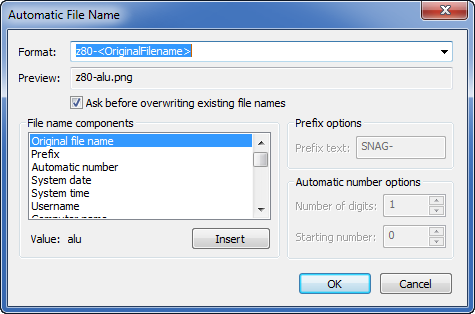 Automatic File Name
Format: z80-<OriginalFilename>
Preview: z80-alu.png
Ask before overwriting existing file names
File name components
Original file name
Prefix
Automatic number
System date
System time
Username
Computer name
Value: alu
Insert
Prefix options
Prefix text: SNAG-
Automatic number options
Number of digits: 1
Starting number: 0
OK
Cancel